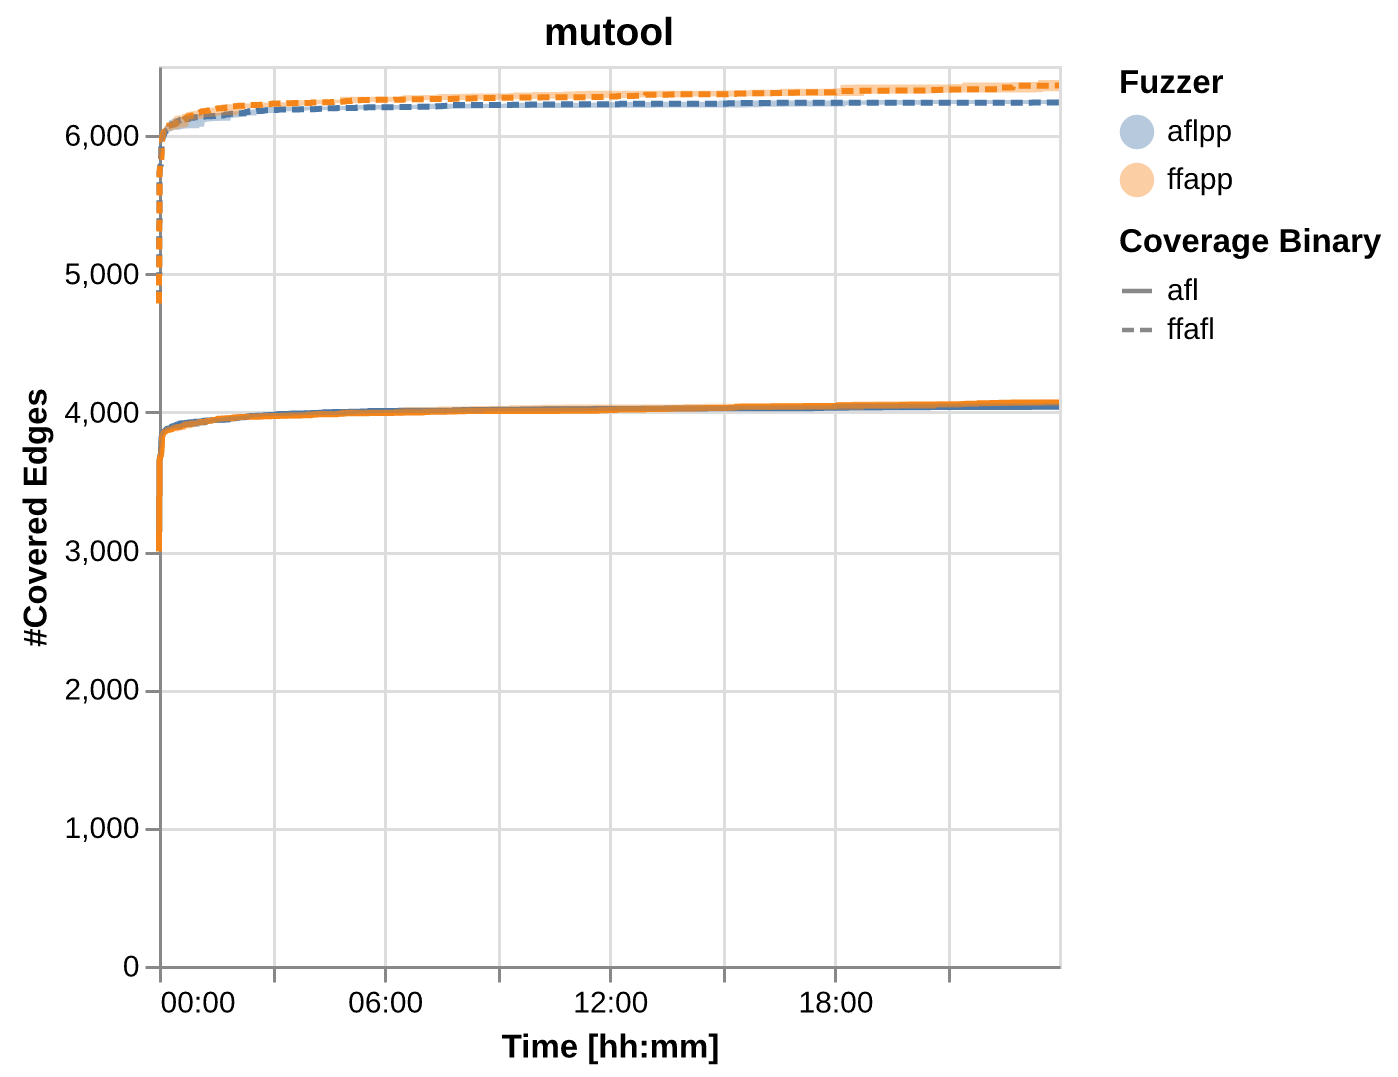 mutool
#Covered Edges
6,000
5,000
4,000
3,000
2,000
1,000
0
00:00
06:00
12:00
18:00
Time [hh:mm]
Fuzzer
aflpp
ffapp
Coverage Binary
afl
ffafl